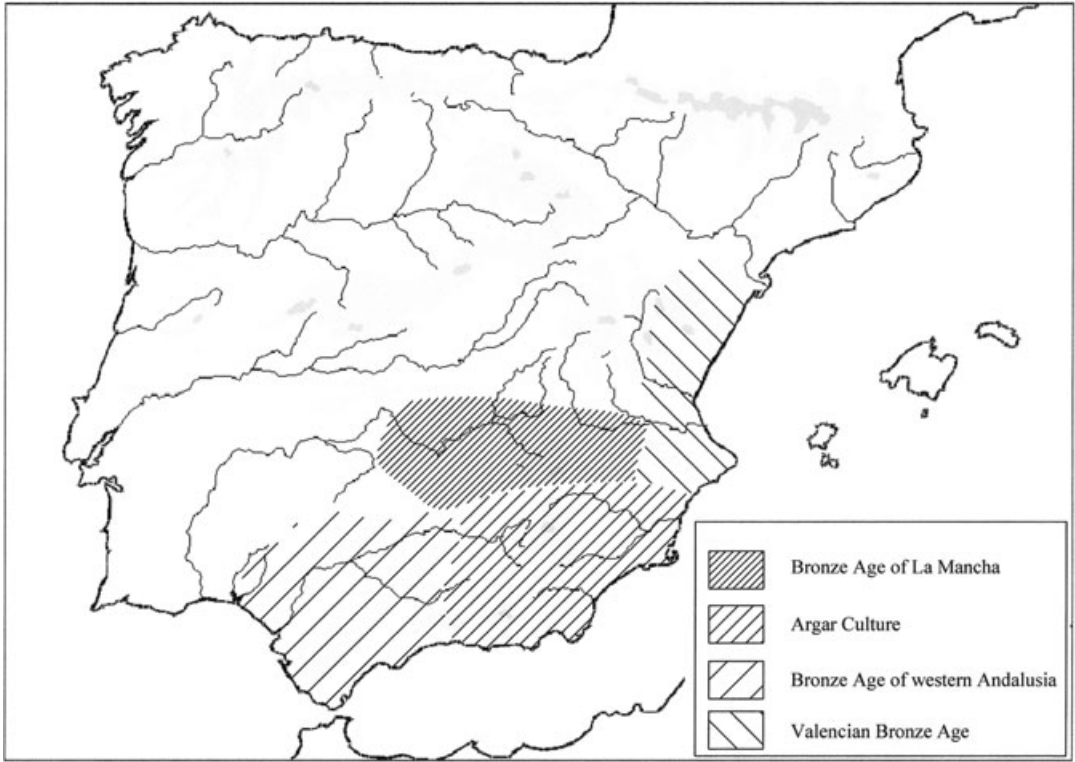 Bronze Age of La Mancha
Argar Culture
Bronze Age of western Andalusia
Valencian Bronze Age